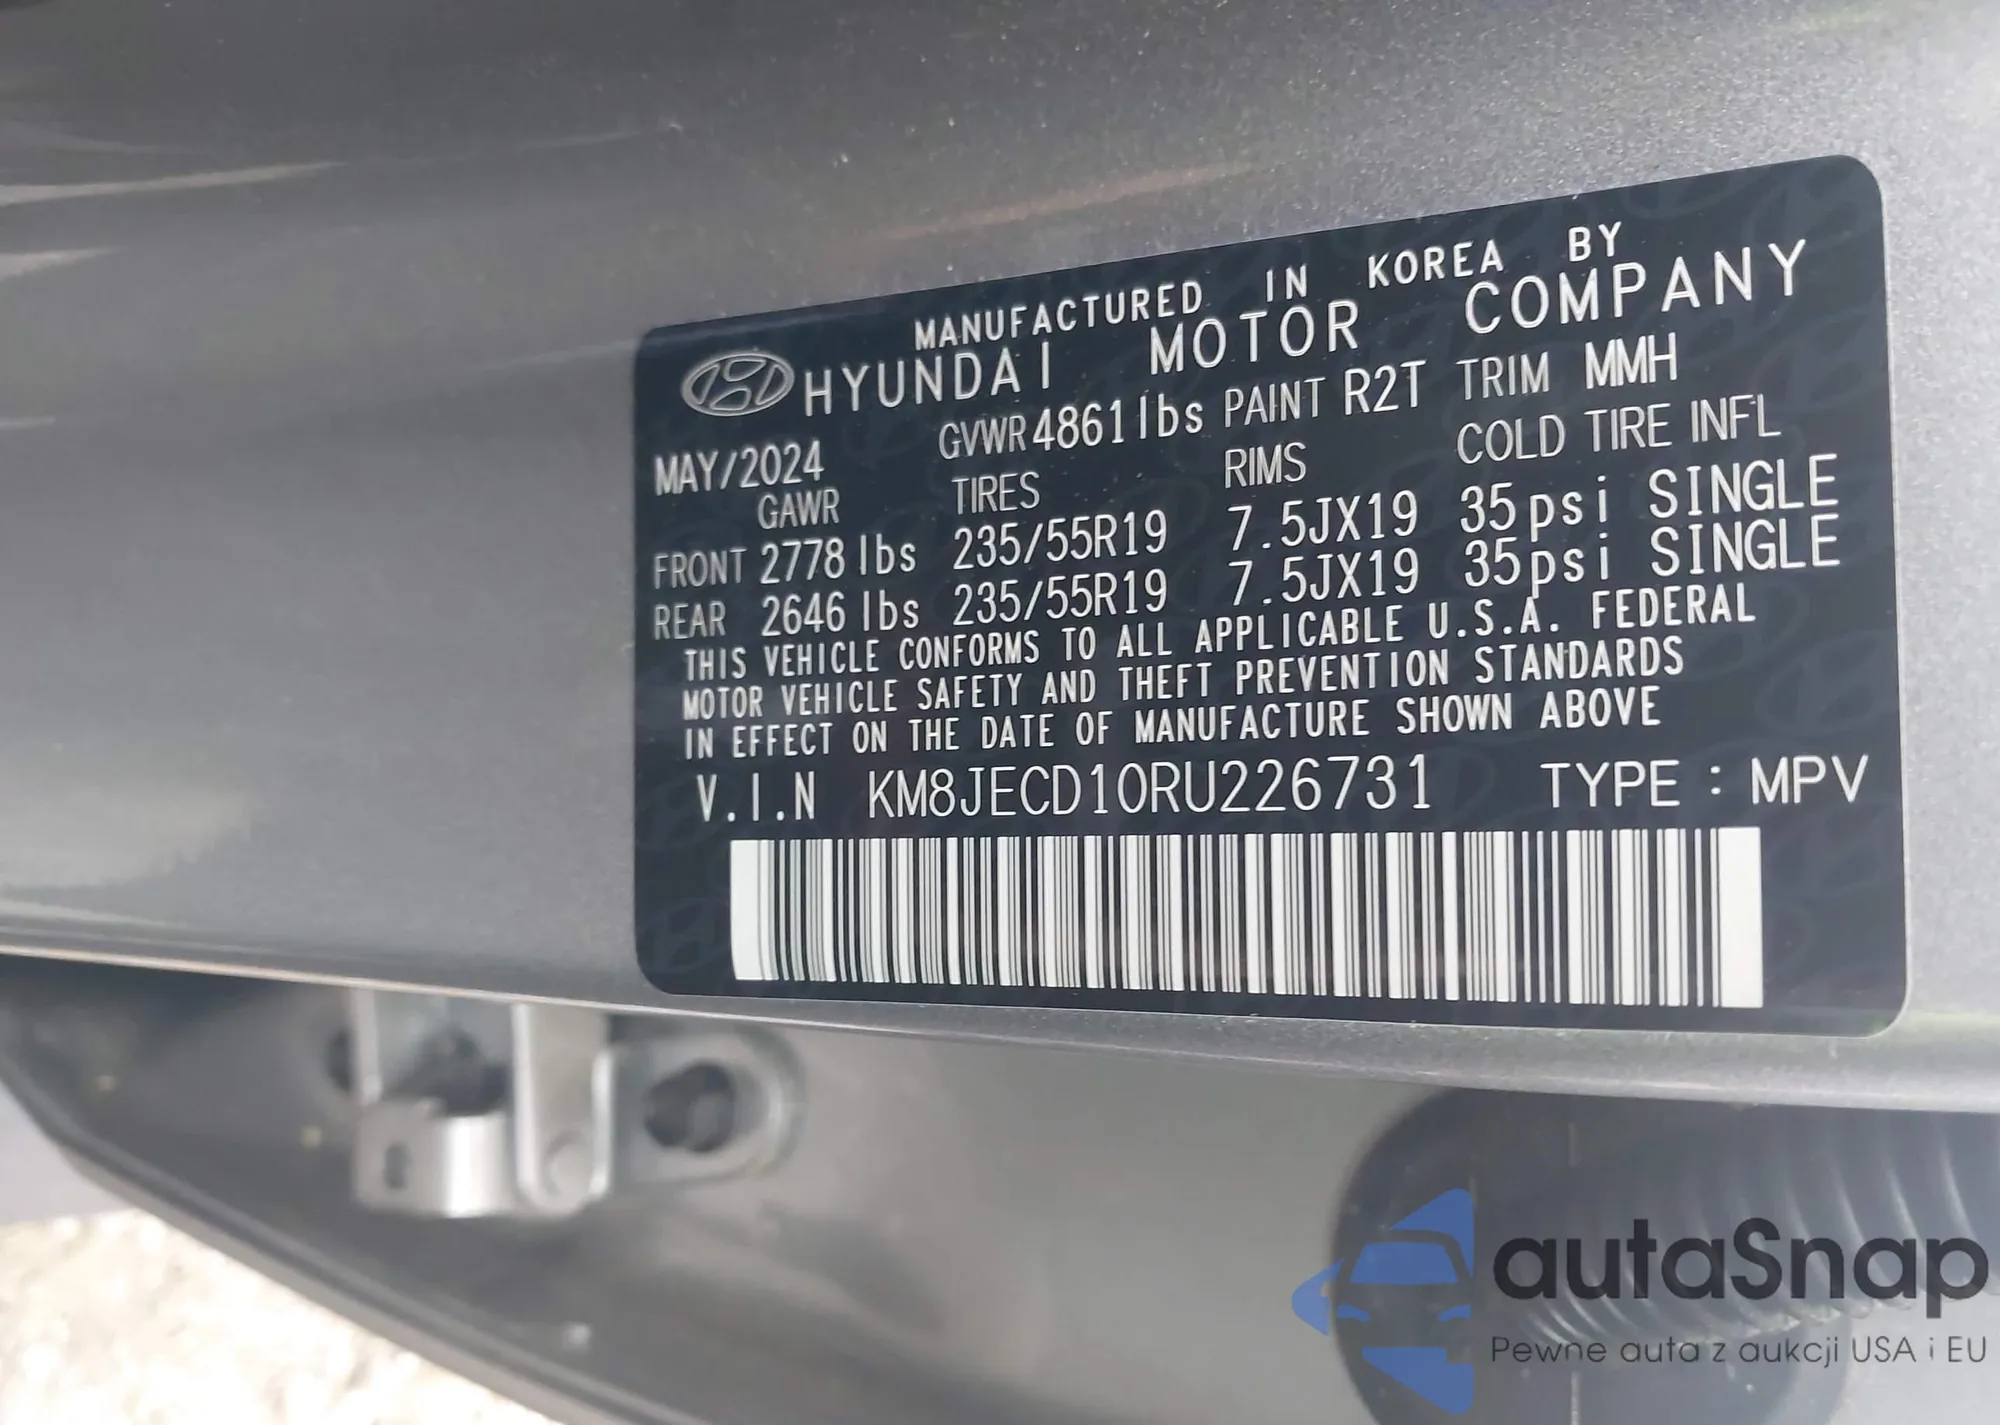 MANUFACTURED IN KOREA BY
HYUNDAI MOTOR COMPANY
MAY/2024 GVWR 4861lbs PAINT R2T TRIM MMH
GAWR TIRES RIMS COLD TIRE INFL
FRONT 2778 lbs 235/55R19 7.5JX19 35psi SINGLE
REAR 2646 lbs 235/55R19 7.5JX19 35psi SINGLE
THIS VEHICLE CONFORMS TO ALL APPLICABLE U.S.A. FEDERAL
MOTOR VEHICLE SAFETY AND THEFT PREVENTION STANDARDS
IN EFFECT ON THE DATE OF MANUFACTURE SHOWN ABOVE
V.I.N KM8JECD10RU226731 TYPE : MPV
autaSnap
Pewne auta z aukcji USA i EU